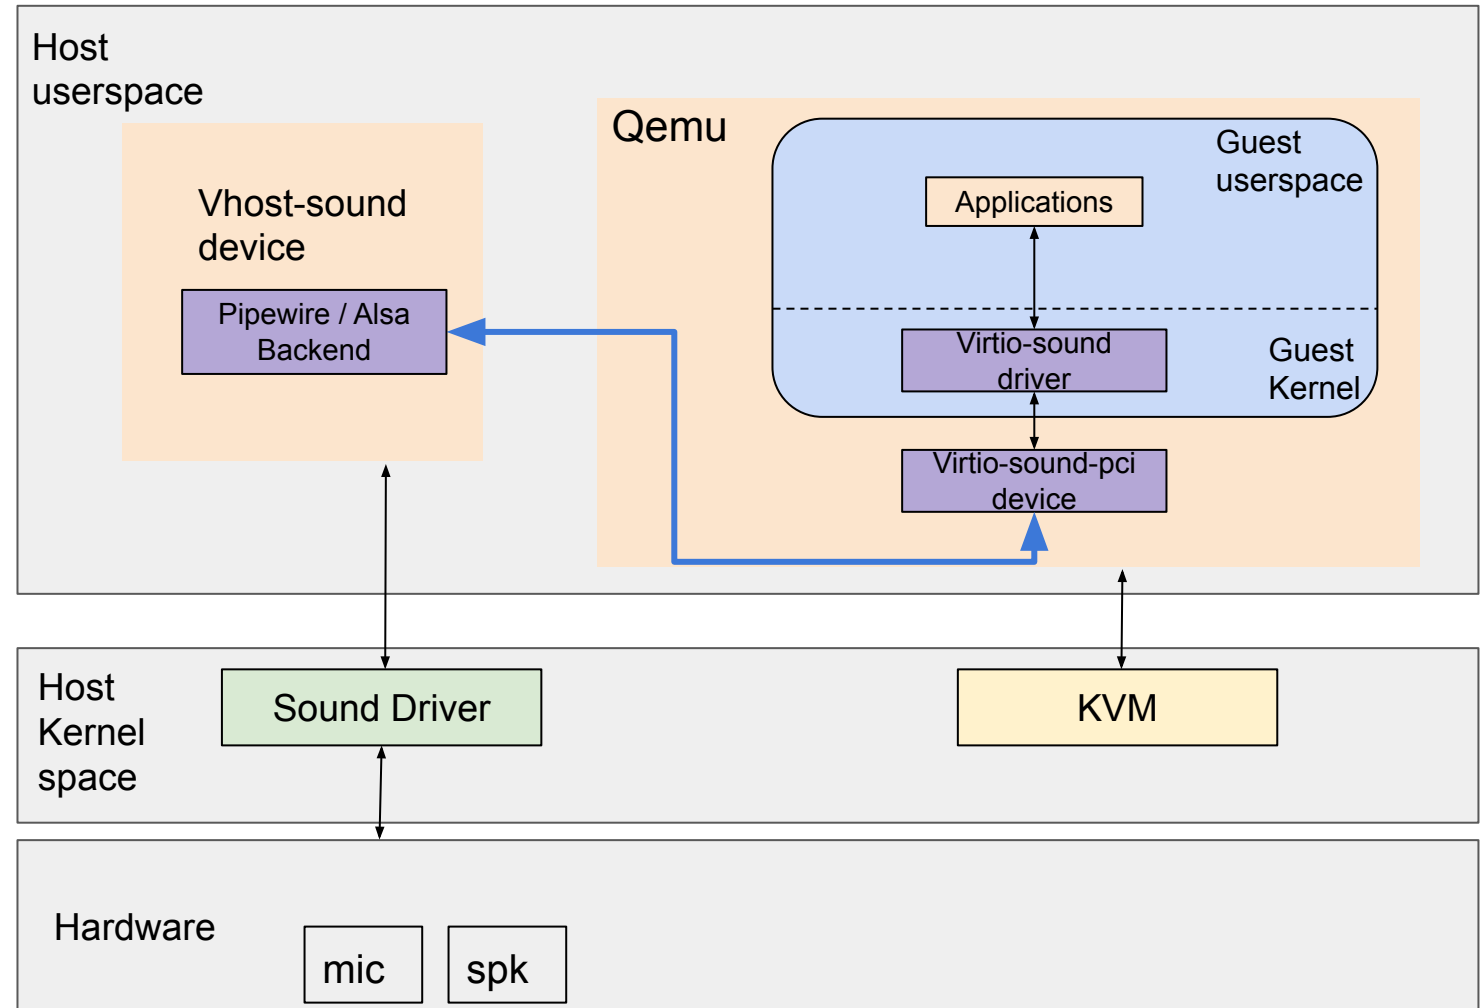 Host
userspace
Vhost-sound
device
Pipewire / Alsa
Backend
Qemu
Guest
userspace
Applications
Virtio-sound
driver
Guest
Kernel
Virtio-sound-pci
device
Host
Kernel
space
Sound Driver
KVM
Hardware
mic
spk